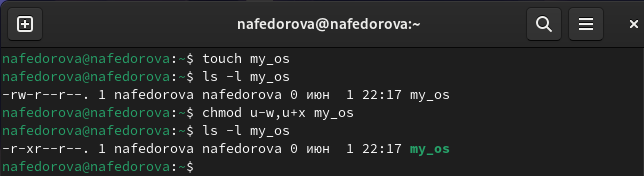 nafedorova@nafedorova:~
nafedorova@nafedorova:~$ touch my_os
nafedorova@nafedorova:~$ ls -l my_os
-rw-r--r--. 1 nafedorova nafedorova 0 июн  1 22:17 my_os
nafedorova@nafedorova:~$ chmod u-w,u+x my_os
nafedorova@nafedorova:~$ ls -l my_os
-r-xr--r--. 1 nafedorova nafedorova 0 июн  1 22:17 my_os
nafedorova@nafedorova:~$